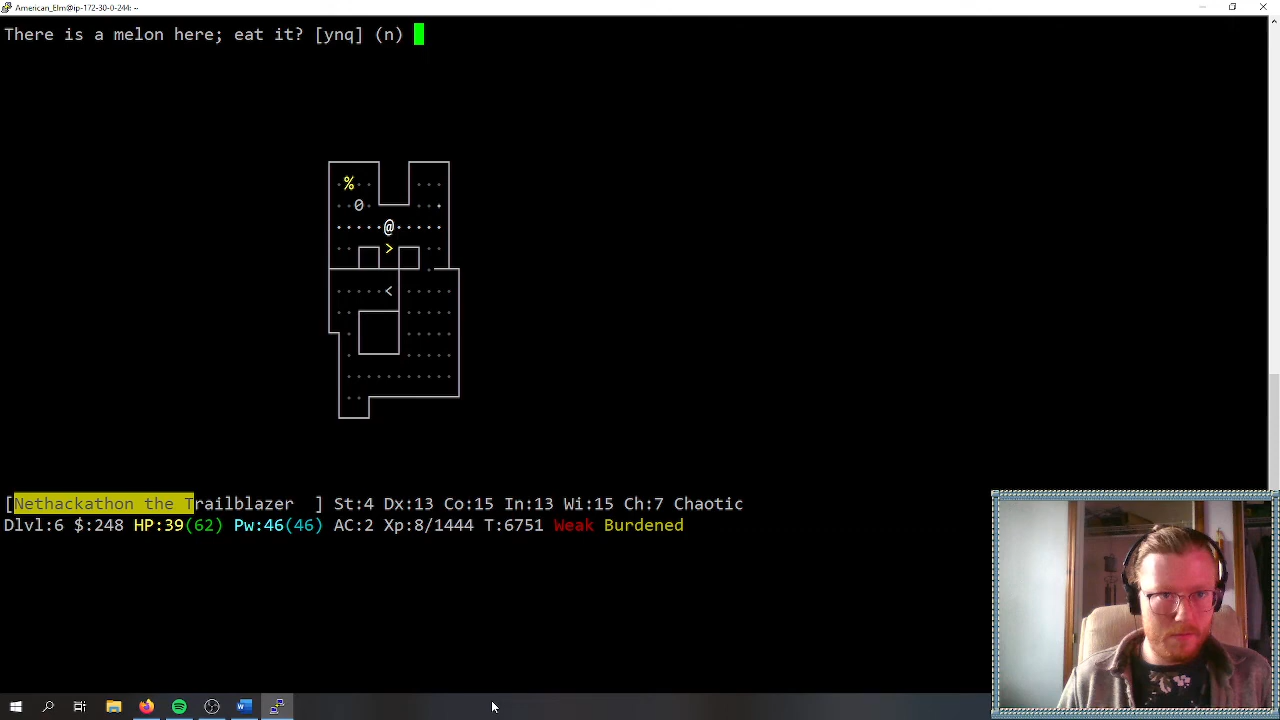 American_Elm@ip-172-30-0-244: ~
There is a melon here; eat it? [ynq] (n)
. % . . . . .
. . 0 . . . . .
. . . . . @ . . . . .
. . > . .
.
. . . . . < . . . . .
. . . . . . .
. . . . . .
. . . . . .
. . . . . . . . . . .
. .
[Nethackathon the Trailblazer  ] St:4 Dx:13 Co:15 In:13 Wi:15 Ch:7 Chaotic
Dlvl:6 $:248 HP:39(62) Pw:46(46) AC:2 Xp:8/1444 T:6751 Weak Burdened